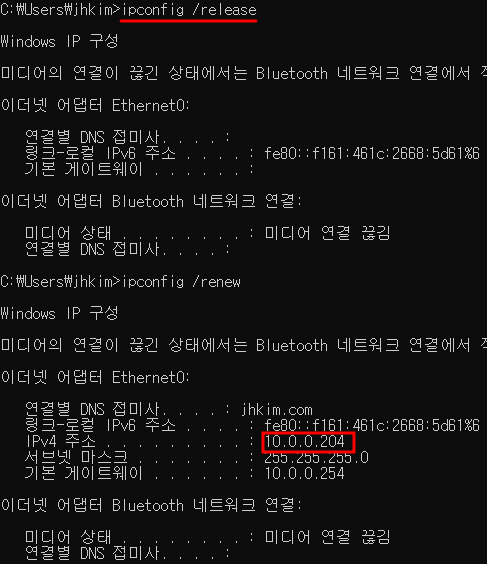 C:\Users\jhkim>ipconfig /release
Windows IP 구성
미디어의 연결이 끊긴 상태에서는 Bluetooth 네트워크 연결에서
이더넷 어댑터 Ethernet0:
연결별 DNS 접미사. . . . :
링크-로컬 IPv6 주소 . . . . : fe80::f161:461c:2668:5d61%6
기본 게이트웨이 . . . . . . :
이더넷 어댑터 Bluetooth 네트워크 연결:
미디어 상태 . . . . . . . . : 미디어 연결 끊김
연결별 DNS 접미사. . . . :
C:\Users\jhkim>ipconfig /renew
Windows IP 구성
미디어의 연결이 끊긴 상태에서는 Bluetooth 네트워크 연결에서
이더넷 어댑터 Ethernet0:
연결별 DNS 접미사. . . . : jhkim.com
링크-로컬 IPv6 주소 . . . . : fe80::f161:461c:2668:5d61%6
IPv4 주소 . . . . . . . . . : 10.0.0.204
서브넷 마스크 . . . . . . . : 255.255.255.0
기본 게이트웨이 . . . . . . : 10.0.0.254
이더넷 어댑터 Bluetooth 네트워크 연결:
미디어 상태 . . . . . . . . : 미디어 연결 끊김
연결별 DNS 접미사. . . . :